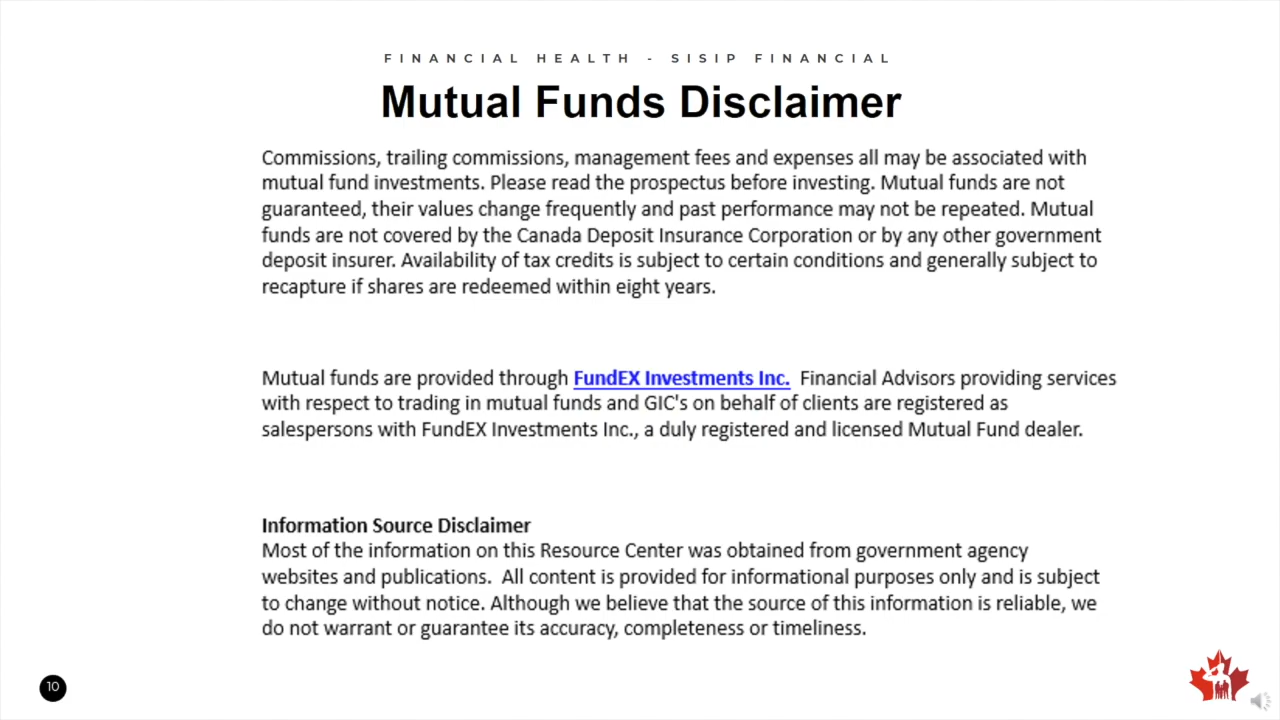 FINANCIAL HEALTH - SISIP FINANCIAL
Mutual Funds Disclaimer
Commissions, trailing commissions, management fees and expenses all may be associated with
mutual fund investments. Please read the prospectus before investing. Mutual funds are not
guaranteed, their values change frequently and past performance may not be repeated. Mutual
funds are not covered by the Canada Deposit Insurance Corporation or by any other government
deposit insurer. Availability of tax credits is subject to certain conditions and generally subject to
recapture if shares are redeemed within eight years.
Mutual funds are provided through FundEX Investments Inc. Financial Advisors providing services
with respect to trading in mutual funds and GIC's on behalf of clients are registered as
salespersons with FundEX Investments Inc., a duly registered and licensed Mutual Fund dealer.
Information Source Disclaimer
Most of the information on this Resource Center was obtained from government agency
websites and publications. All content is provided for informational purposes only and is subject
to change without notice. Although we believe that the source of this information is reliable, we
do not warrant or guarantee its accuracy, completeness or timeliness.
10